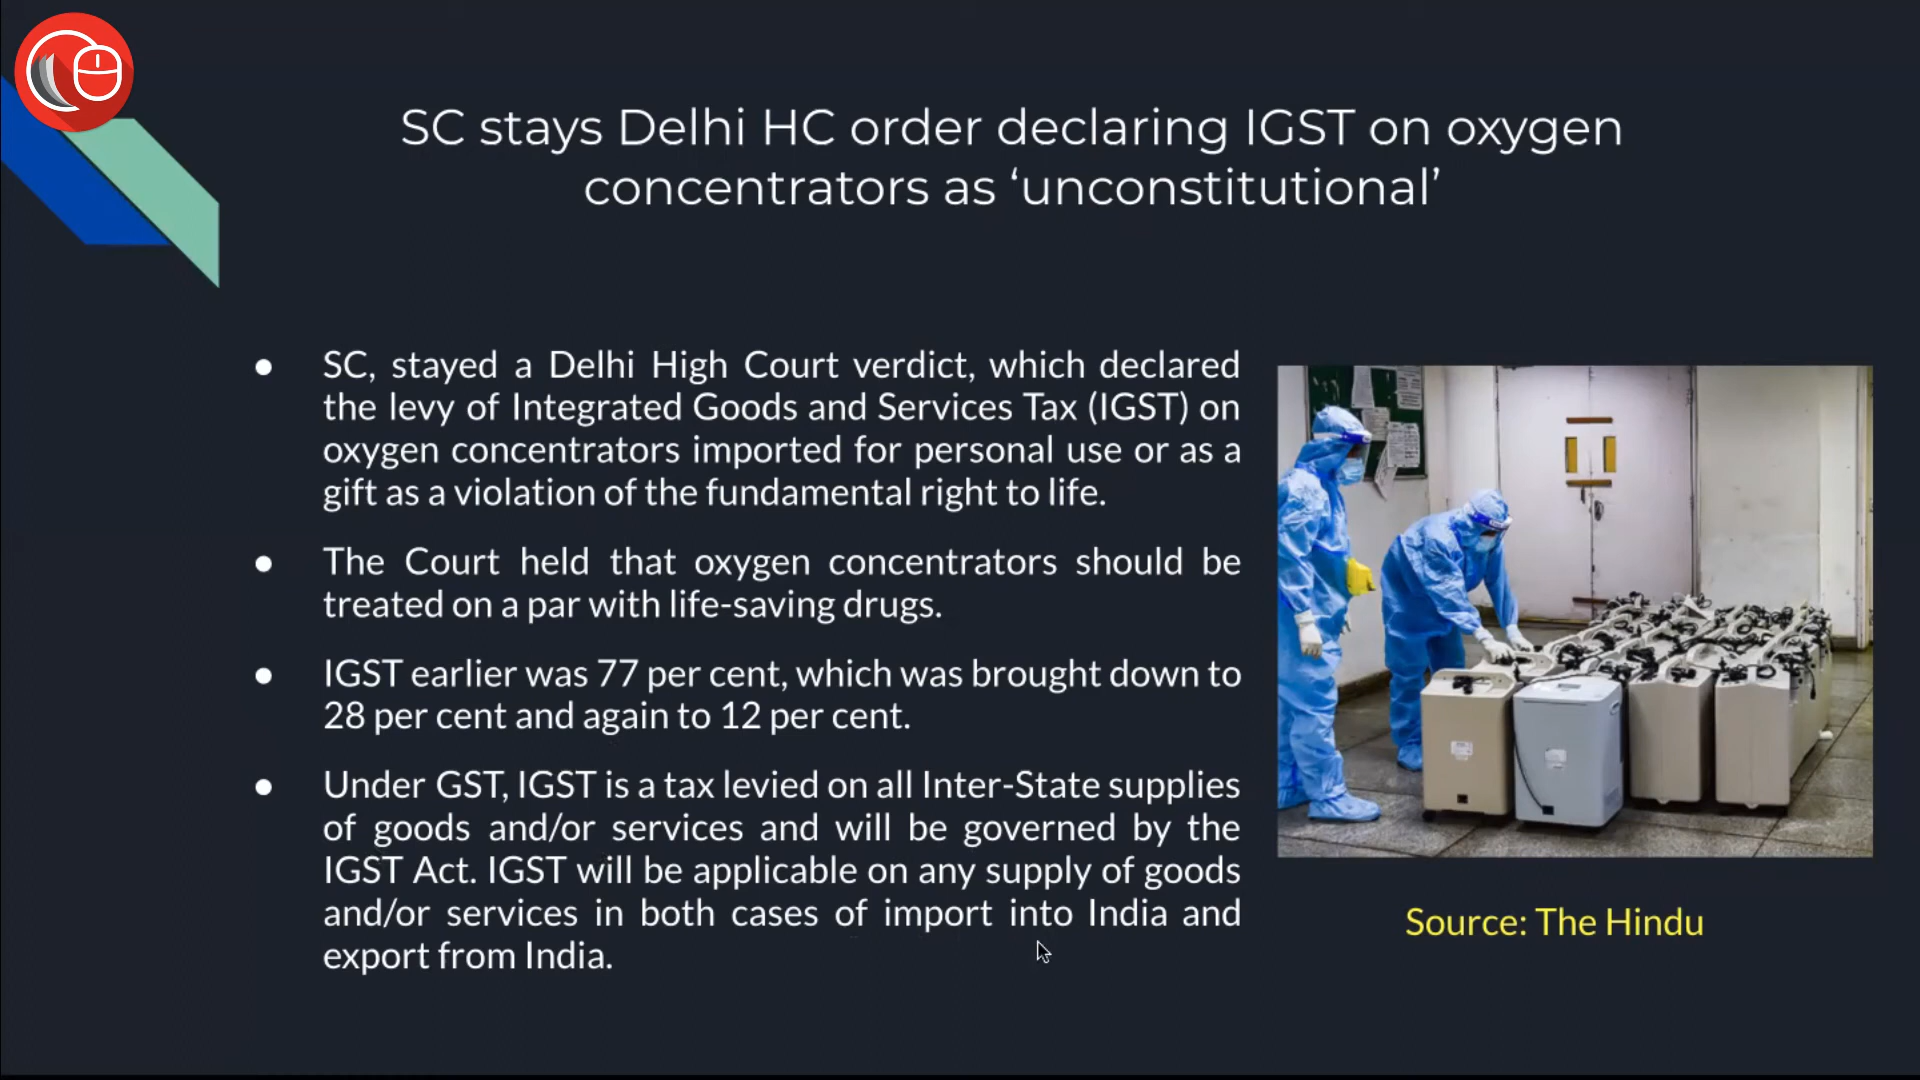 SC stays Delhi HC order declaring IGST on oxygen
concentrators as ‘unconstitutional’
● SC, stayed a Delhi High Court verdict, which declared
the levy of Integrated Goods and Services Tax (IGST) on
oxygen concentrators imported for personal use or as a
gift as a violation of the fundamental right to life.
● The Court held that oxygen concentrators should be
treated on a par with life-saving drugs.
● IGST earlier was 77 per cent, which was brought down to
28 per cent and again to 12 per cent.
● Under GST, IGST is a tax levied on all Inter-State supplies
of goods and/or services and will be governed by the
IGST Act. IGST will be applicable on any supply of goods
and/or services in both cases of import into India and
export from India.
Source: The Hindu